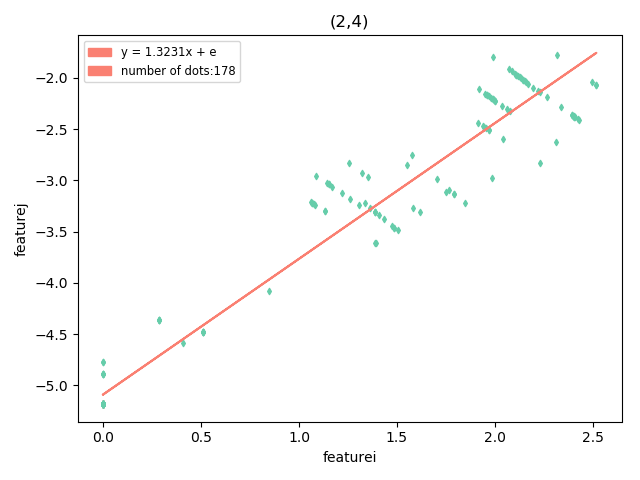 (2,4)
y = 1.3231x + e
number of dots:178
−2.0
−2.5
−3.0
−3.5
−4.0
−4.5
−5.0
featurej
0.0 0.5 1.0 1.5 2.0 2.5
featurei